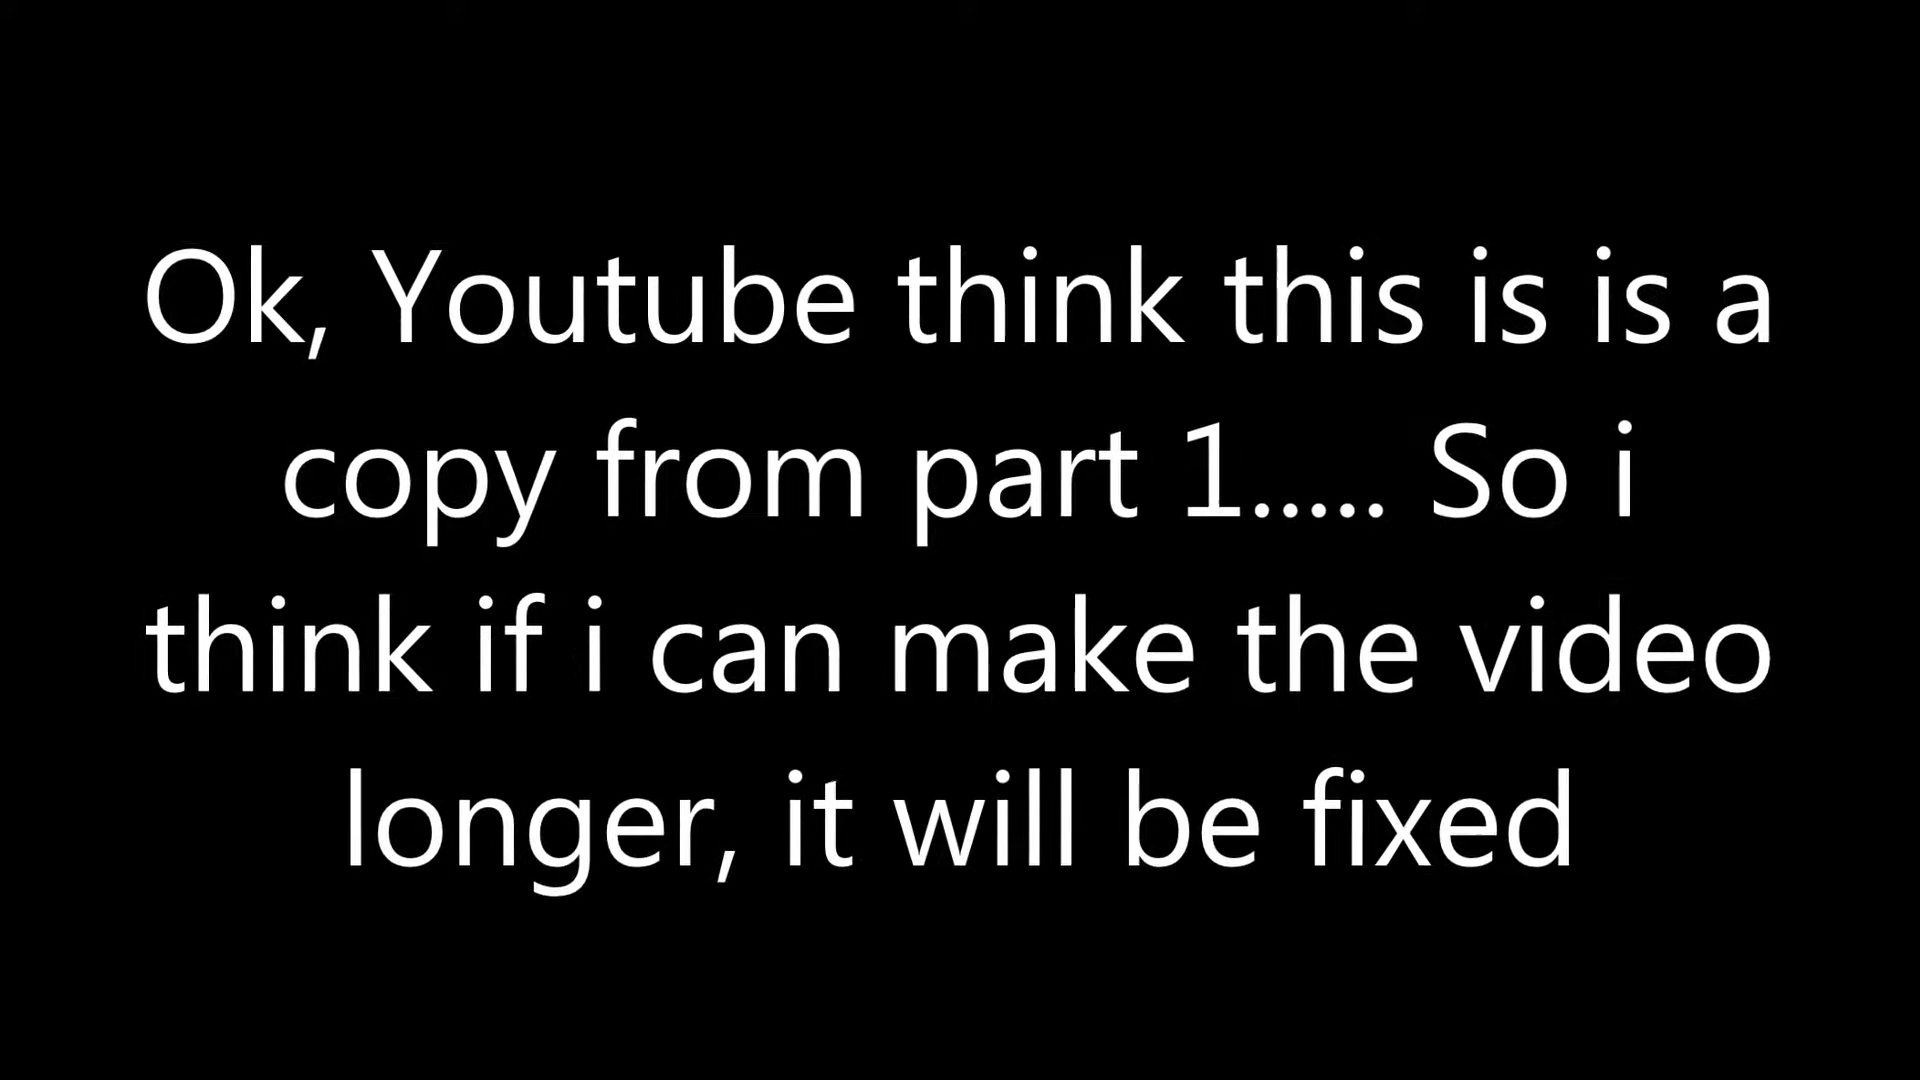 Ok, Youtube think this is is a
copy from part 1..... So i
think if i can make the video
longer, it will be fixed